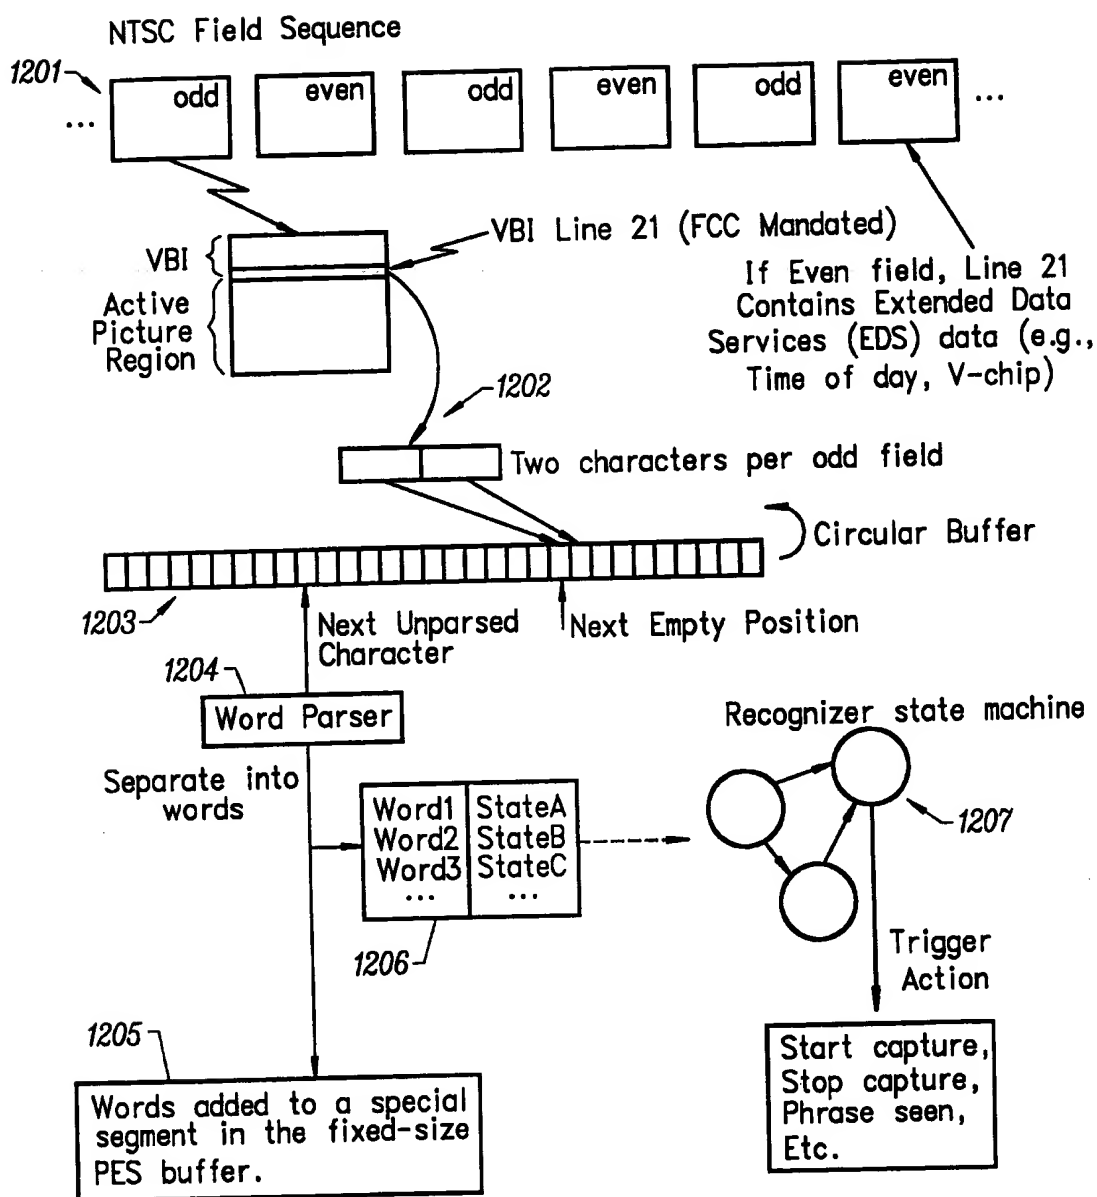 NTSC Field Sequence
1201
... odd even odd even odd even ...
VBI
VBI Line 21 (FCC Mandated)
Active
Picture
Region
If Even field, Line 21
Contains Extended Data
Services (EDS) data (e.g.,
Time of day, V-chip)
1202
Two characters per odd field
Circular Buffer
1203
Next Unparsed
Character
Next Empty Position
1204
Word Parser
Separate into
words
Word1 StateA
Word2 StateB
Word3 StateC
... ...
1206
Recognizer state machine
1207
Trigger
Action
Start capture,
Stop capture,
Phrase seen,
Etc.
1205
Words added to a special
segment in the fixed-size
PES buffer.